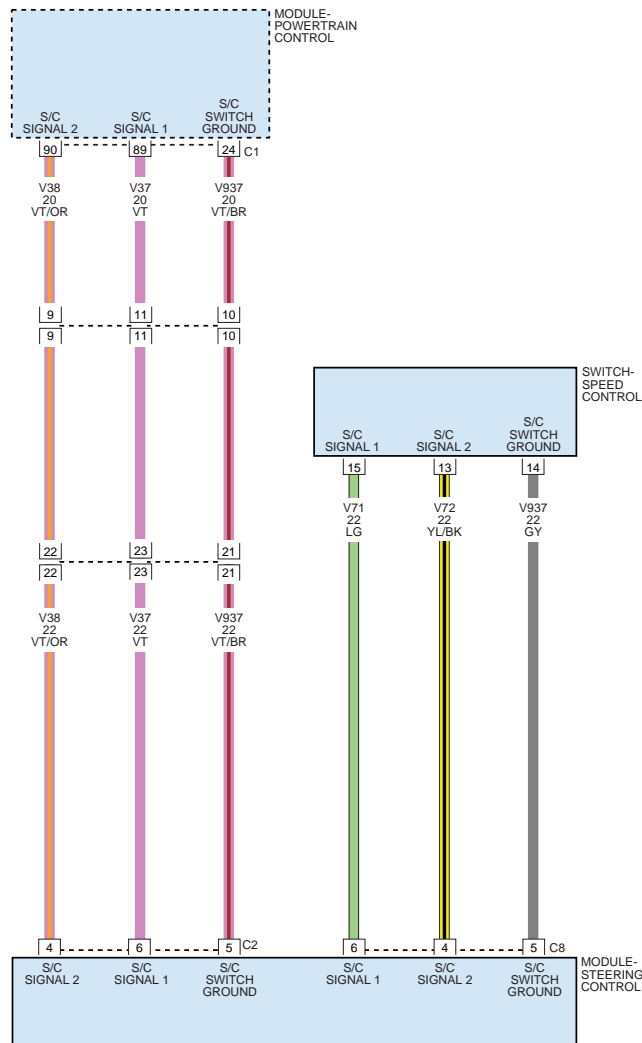 MODULE-
POWERTRAIN
CONTROL
S/C
SIGNAL 2
S/C
SIGNAL 1
S/C
SWITCH
GROUND
90
89
24
C1
V38
20
VT/OR
V37
20
VT
V937
20
VT/BR
9
11
10
9
11
10
SWITCH-
SPEED
CONTROL
S/C
SIGNAL 1
S/C
SIGNAL 2
S/C
SWITCH
GROUND
15
13
14
V71
22
LG
V72
22
YL/BK
V937
22
GY
22
23
21
22
23
21
V38
22
VT/OR
V37
22
VT
V937
22
VT/BR
4
6
5
C2
6
4
5
C8
S/C
SIGNAL 2
S/C
SIGNAL 1
S/C
SWITCH
GROUND
S/C
SIGNAL 1
S/C
SIGNAL 2
S/C
SWITCH
GROUND
MODULE-
STEERING
CONTROL